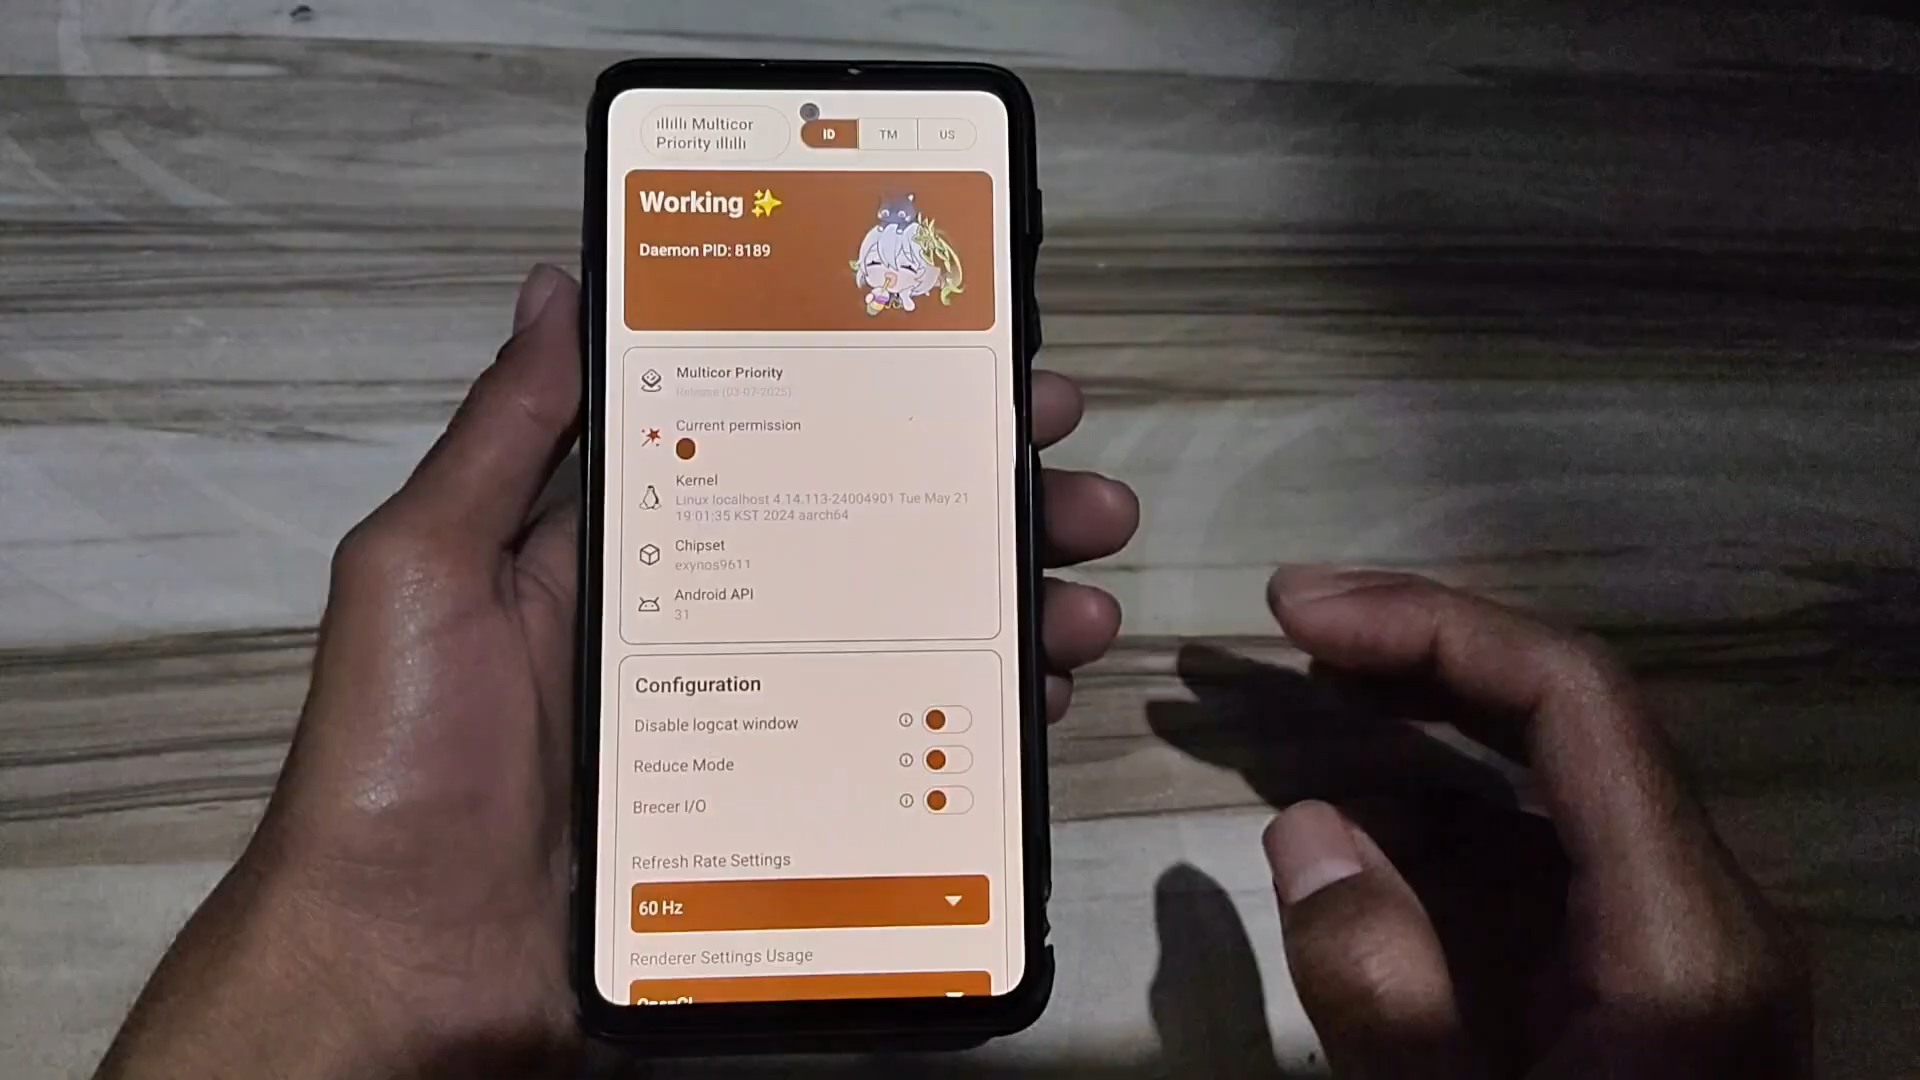 ıllıllı Multicor
Priority ıllıllı
ID
TM
US
Working ✨
Daemon PID: 8189
Multicor Priority
Release (03-07-2025)
Current permission
Kernel
Linux localhost 4.14.113-24004901 Tue May 21
19:01:35 KST 2024 aarch64
Chipset
exynos9611
Android API
31
Configuration
Disable logcat window
Reduce Mode
Brecer I/O
Refresh Rate Settings
60 Hz
Renderer Settings Usage